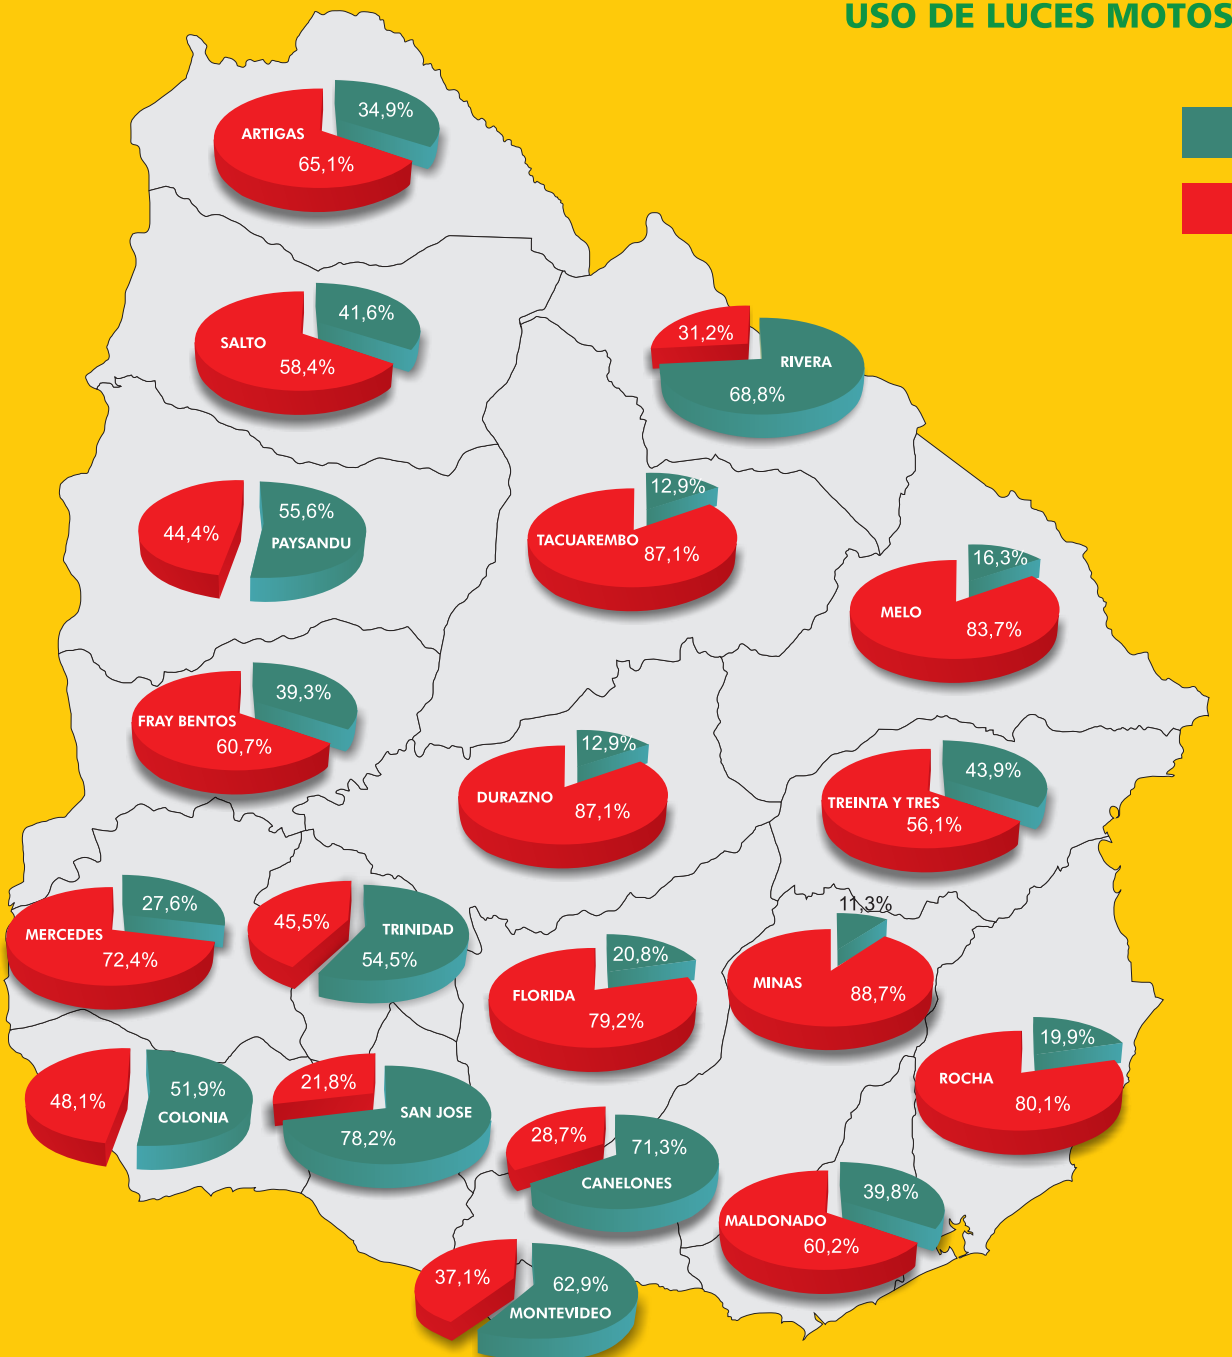 USO DE LUCES MOTOS
34,9%
ARTIGAS
65,1%
41,6%
SALTO
58,4%
31,2%
RIVERA
68,8%
55,6%
44,4%
PAYSANDU
12,9%
TACUAREMBO
87,1%
16,3%
MELO
83,7%
39,3%
FRAY BENTOS
60,7%
12,9%
DURAZNO
87,1%
43,9%
TREINTA Y TRES
56,1%
27,6%
MERCEDES
72,4%
45,5%
TRINIDAD
54,5%
20,8%
FLORIDA
79,2%
11,3%
MINAS
88,7%
19,9%
ROCHA
80,1%
51,9%
48,1%
COLONIA
21,8%
SAN JOSE
78,2%
28,7%
71,3%
CANELONES
39,8%
MALDONADO
60,2%
37,1%
62,9%
MONTEVIDEO